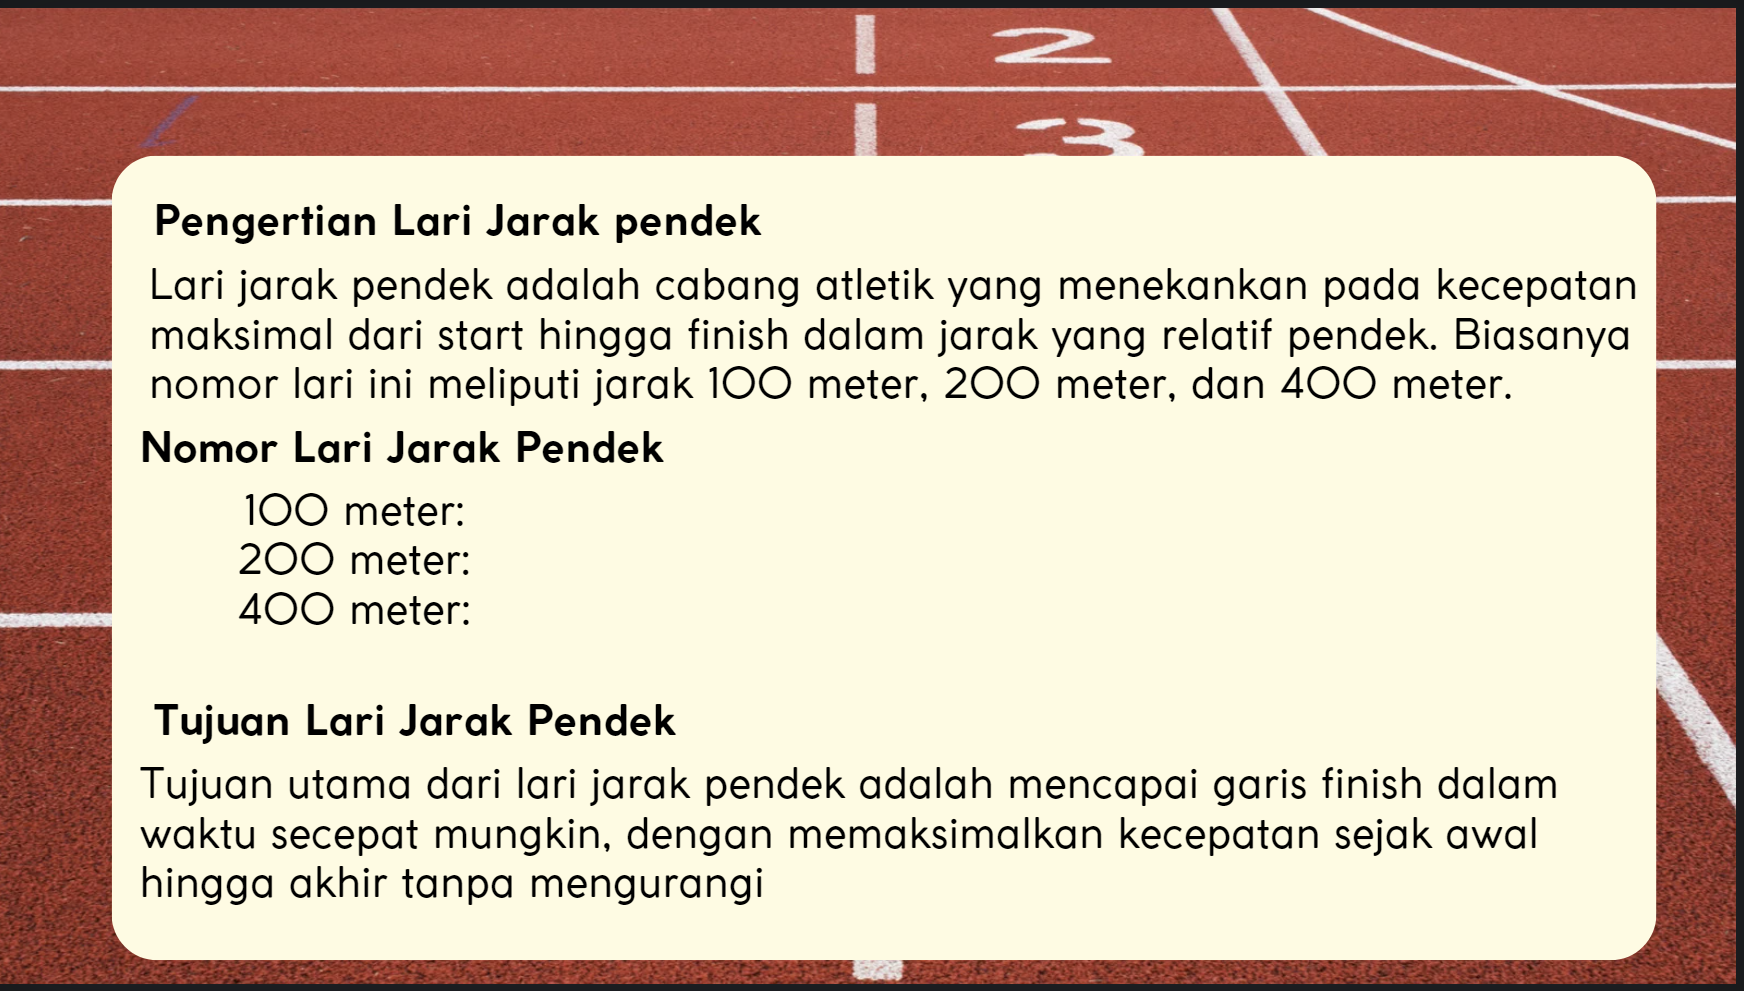 2
3
Pengertian Lari Jarak pendek
Lari jarak pendek adalah cabang atletik yang menekankan pada kecepatan
maksimal dari start hingga finish dalam jarak yang relatif pendek. Biasanya
nomor lari ini meliputi jarak 100 meter, 200 meter, dan 400 meter.
Nomor Lari Jarak Pendek
100 meter:
200 meter:
400 meter:
Tujuan Lari Jarak Pendek
Tujuan utama dari lari jarak pendek adalah mencapai garis finish dalam
waktu secepat mungkin, dengan memaksimalkan kecepatan sejak awal
hingga akhir tanpa mengurangi